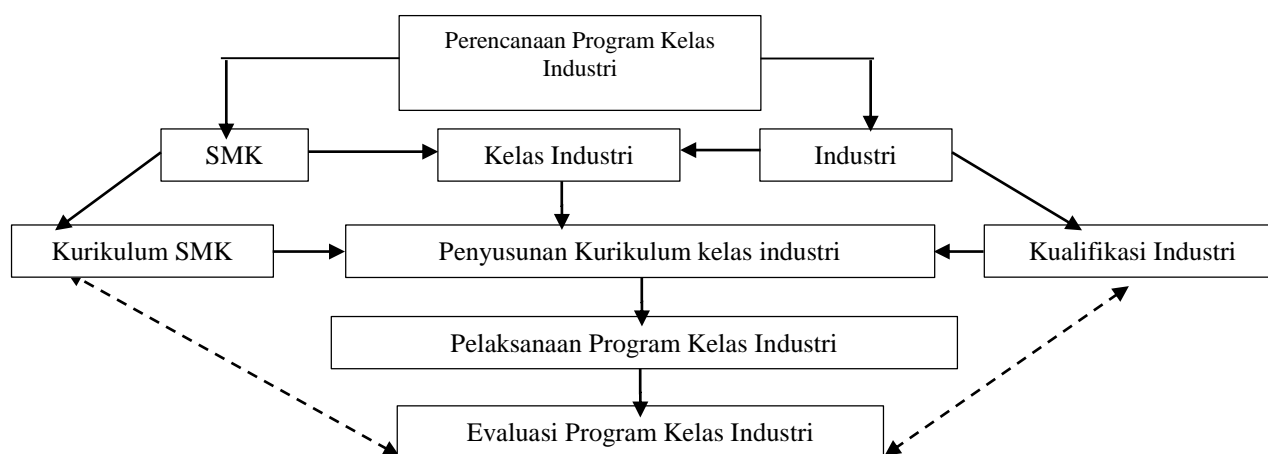 Perencanaan Program Kelas
Industri
SMK
Kelas Industri
Industri
Kurikulum SMK
Penyusunan Kurikulum kelas industri
Kualifikasi Industri
Pelaksanaan Program Kelas Industri
Evaluasi Program Kelas Industri